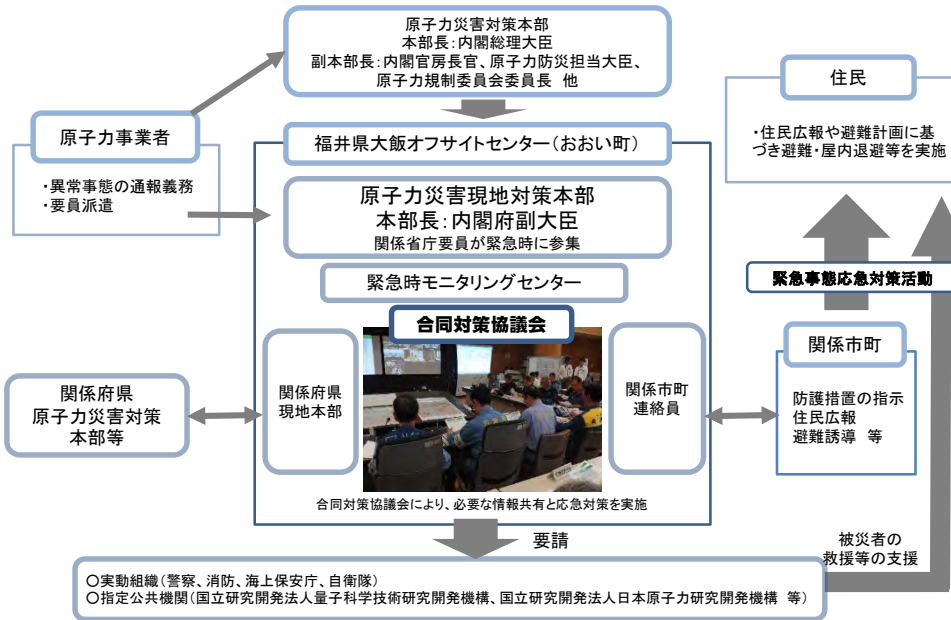 原子力災害対策本部
本部長：内閣総理大臣
副本部長：内閣官房長官、原子力防災担当大臣、
原子力規制委員会委員長 他
原子力事業者
・異常事態の通報義務
・要員派遣
福井県大飯オフサイトセンター（おおい町）
原子力災害現地対策本部
本部長：内閣府副大臣
関係省庁要員が緊急時に参集
緊急時モニタリングセンター
合同対策協議会
関係府県
現地本部
関係市町
連絡員
合同対策協議会により、必要な情報共有と応急対策を実施
関係府県
原子力災害対策
本部等
住民
・住民広報や避難計画に基
づき避難・屋内退避等を実施
緊急事態応急対策活動
関係市町
防護措置の指示
住民広報
避難誘導 等
要請
被災者の
救援等の支援
○実動組織（警察、消防、海上保安庁、自衛隊）
○指定公共機関（国立研究開発法人量子科学技術研究開発機構、国立研究開発法人日本原子力研究開発機構 等）